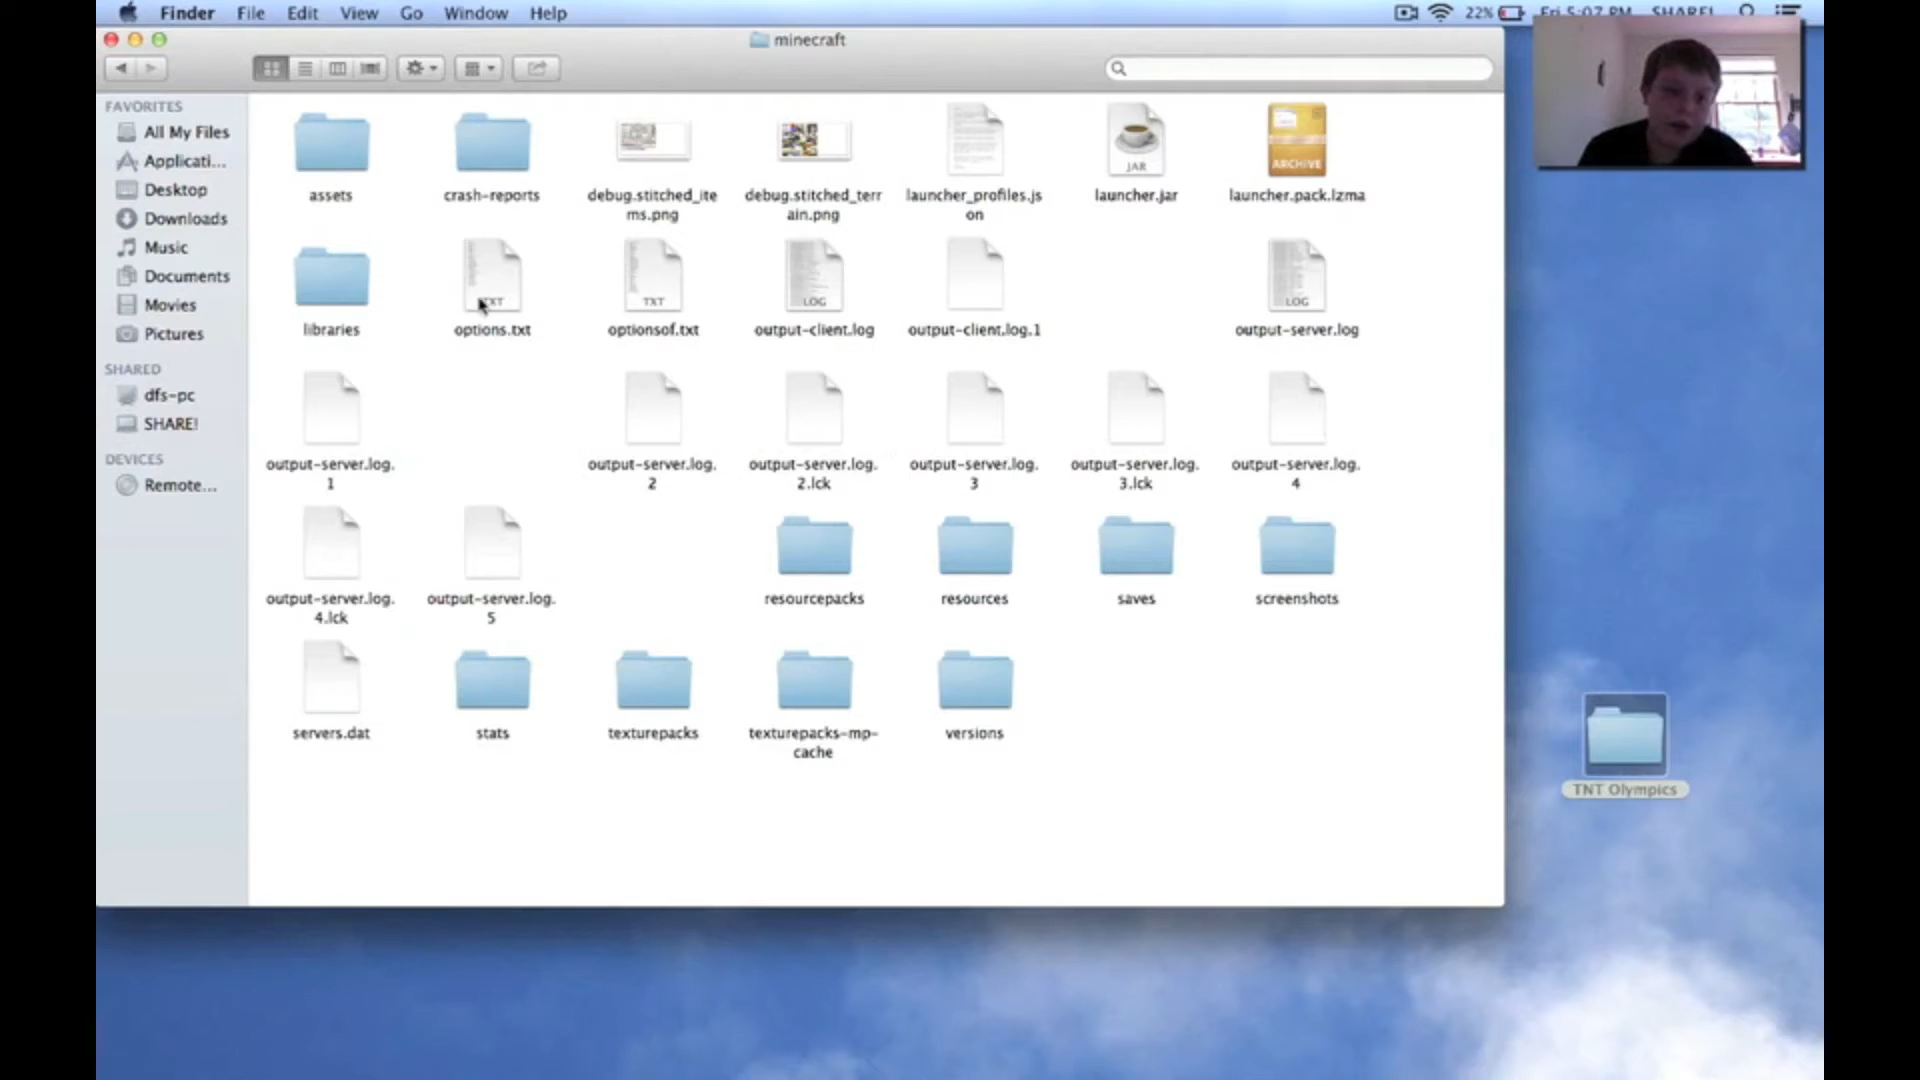 Finder File Edit View Go Window Help 22% Fri 5:07 PM SHARE!
minecraft
FAVORITES
All My Files
Applicati...
Desktop
Downloads
Music
Documents
Movies
Pictures
SHARED
dfs-pc
SHARE!
DEVICES
Remote...
JAR
ARCHIVE
assets crash-reports debug.stitched_ite debug.stitched_terr launcher_profiles.js launcher.jar launcher.pack.lzma
ms.png ain.png on
TXT TXT LOG LOG
libraries options.txt optionsof.txt output-client.log output-client.log.1 output-server.log
output-server.log. output-server.log. output-server.log. output-server.log. output-server.log. output-server.log.
1 2 2.lck 3 3.lck 4
output-server.log. output-server.log. resourcepacks resources saves screenshots
4.lck 5
servers.dat stats texturepacks texturepacks-mp- versions
cache
TNT Olympics